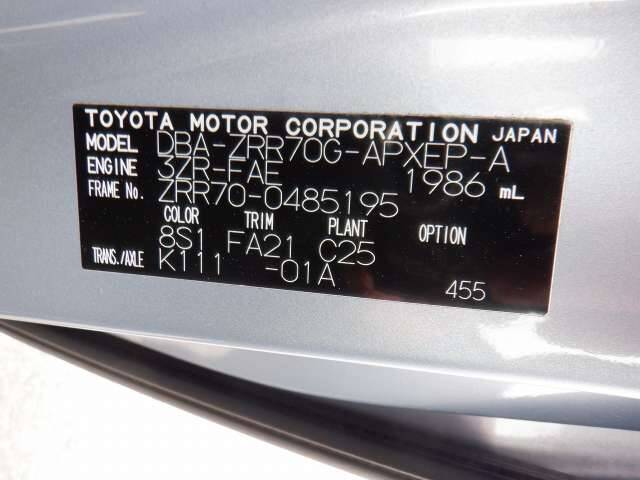 TOYOTA MOTOR CORPORATION JAPAN
MODEL DBA-ZRR70G-APXEP-A
ENGINE 3ZR-FAE 1986 mL
FRAME No. ZRR70-0485195
COLOR TRIM PLANT OPTION
8S1 FA21 C25
TRANS./AXLE K111 -01A
455